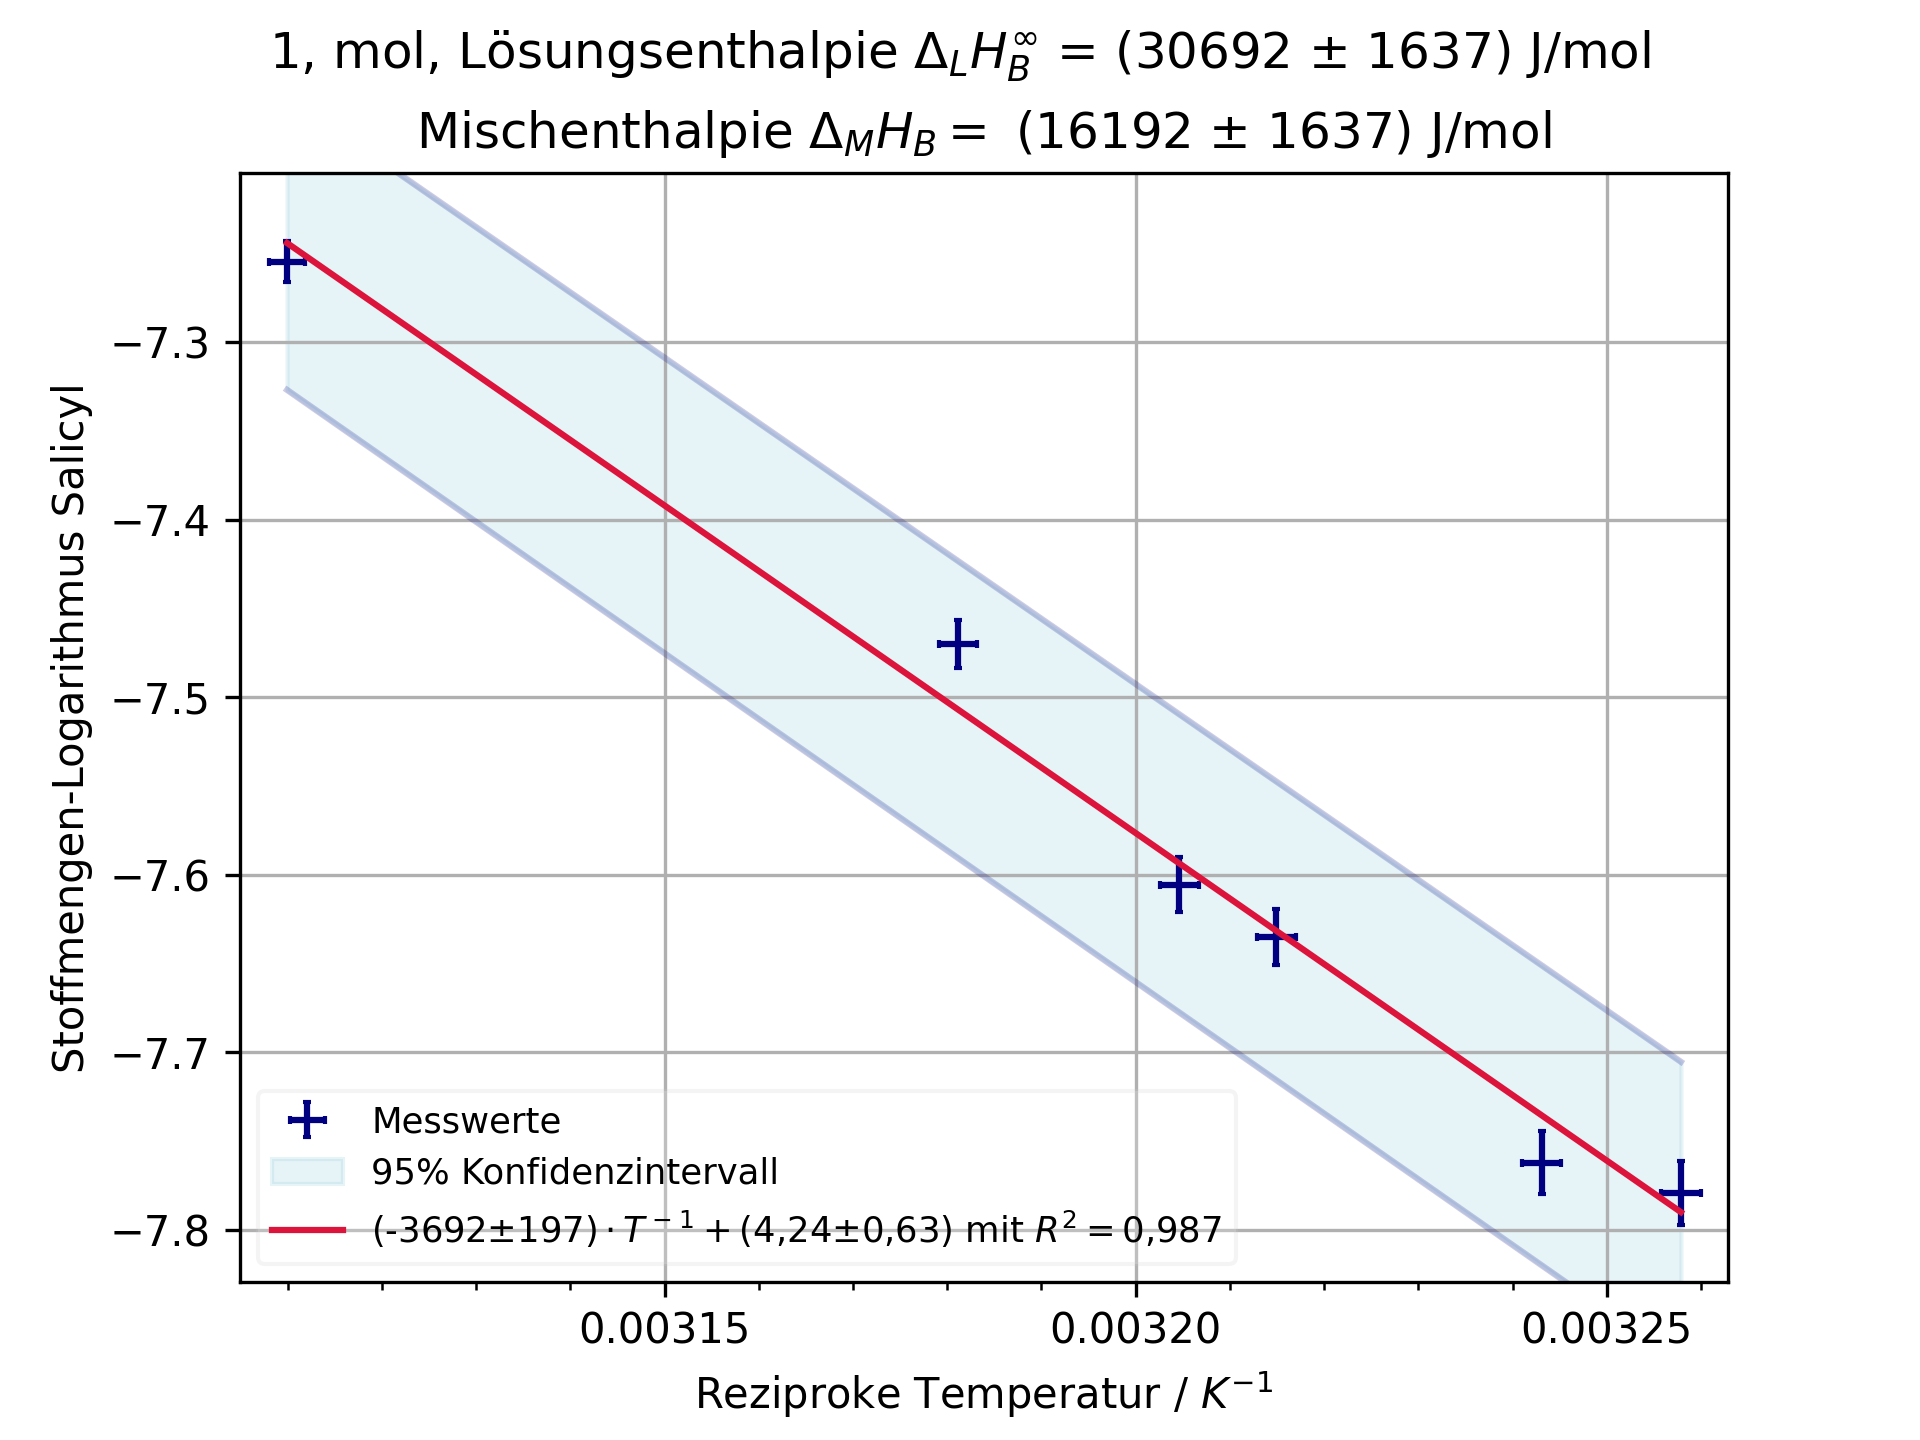 1, mol, Lösungsenthalpie Δ_L H_B^∞ = (30692 ± 1637) J/mol
Mischenthalpie Δ_M H_B = (16192 ± 1637) J/mol
Stoffmengen-Logarithmus Salicyl
−7.3
−7.4
−7.5
−7.6
−7.7
−7.8
Messwerte
95% Konfidenzintervall
(-3692±197) · T⁻¹ + (4,24±0,63) mit R² = 0,987
0.00315 0.00320 0.00325
Reziproke Temperatur / K⁻¹